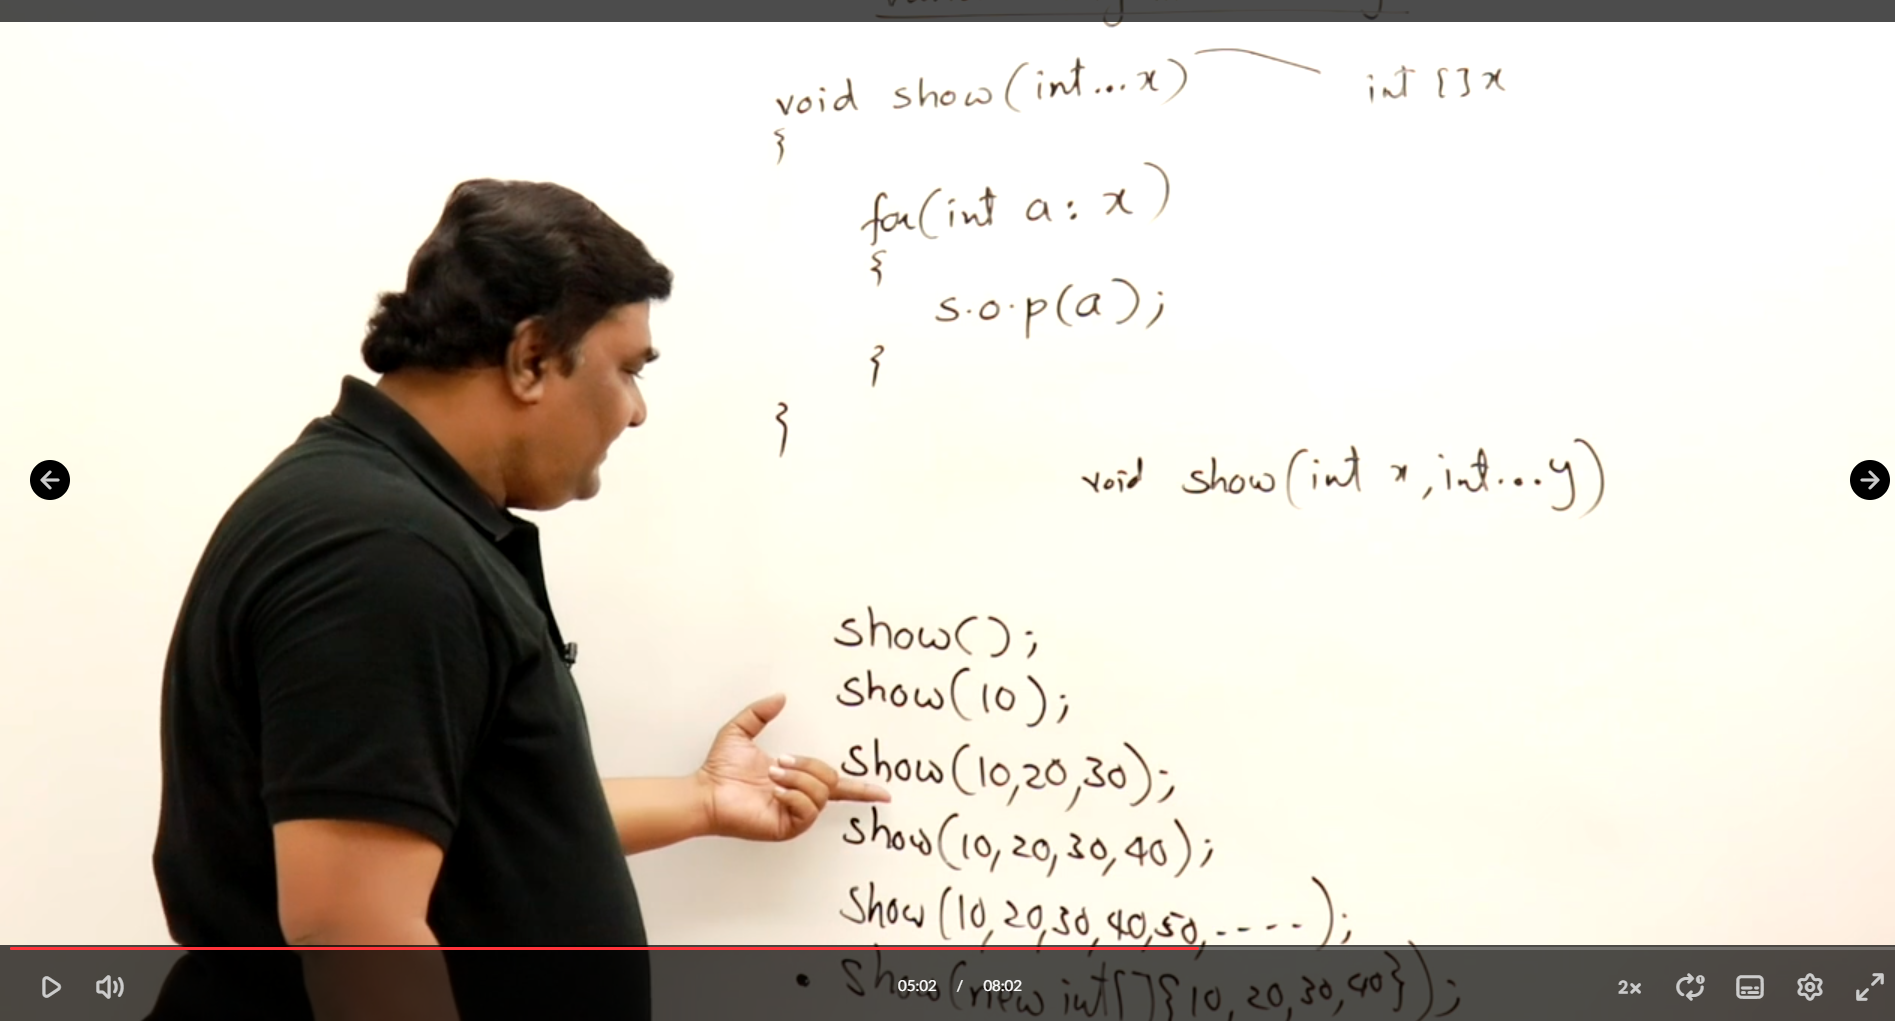 void show(int...x) int []x
{
for(int a: x)
{
s.o.p(a);
}
}
void show(int x, int...y)
show();
show(10);
show(10,20,30);
show(10,20,30,40);
show(10,20,30,40,50,----);
• show(new int[]{10,20,30,40});
05:02 / 08:02
2x